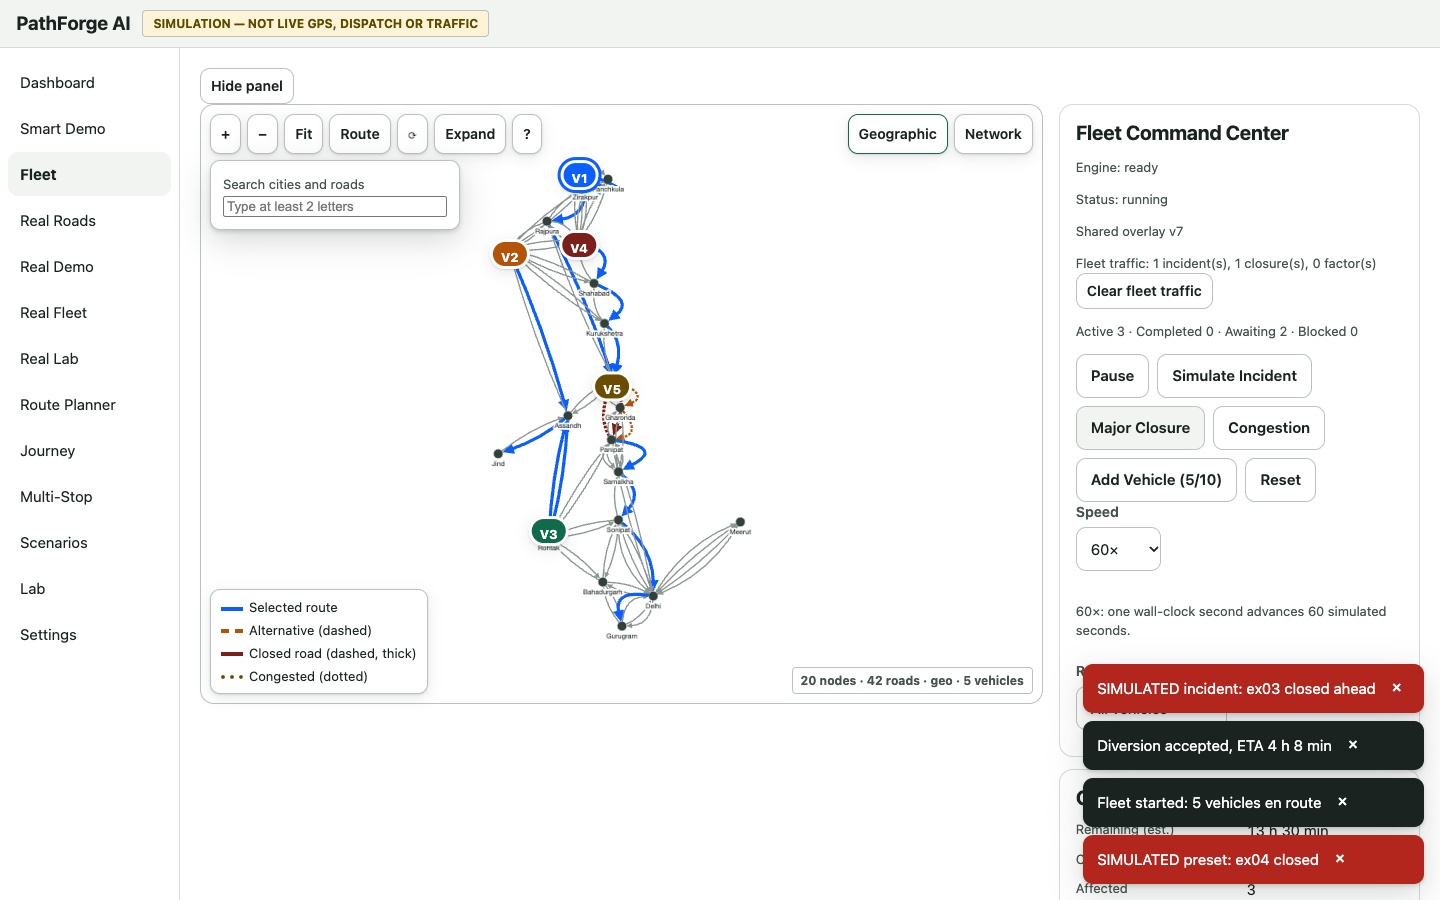 PathForge AI
SIMULATION — NOT LIVE GPS, DISPATCH OR TRAFFIC
Dashboard
Smart Demo
Fleet
Real Roads
Real Demo
Real Fleet
Real Lab
Route Planner
Journey
Multi-Stop
Scenarios
Lab
Settings
Hide panel
+
−
Fit
Route
⟳
Expand
?
Geographic
Network
Search cities and roads
Type at least 2 letters
V1
Panchkula
Zirakpur
Rajpura
V4
V2
Shahabad
Kurukshetra
V5
Gharonda
Assandh
Panipat
Jind
Samalkha
Sonipat
V3
Rohtak
Meerut
Bahadurgarh
Delhi
Gurugram
Selected route
Alternative (dashed)
Closed road (dashed, thick)
Congested (dotted)
20 nodes · 42 roads · geo · 5 vehicles
Fleet Command Center
Engine: ready
Status: running
Shared overlay v7
Fleet traffic: 1 incident(s), 1 closure(s), 0 factor(s)
Clear fleet traffic
Active 3 · Completed 0 · Awaiting 2 · Blocked 0
Pause
Simulate Incident
Major Closure
Congestion
Add Vehicle (5/10)
Reset
Speed
60×
60×: one wall-clock second advances 60 simulated
seconds.
SIMULATED incident: ex03 closed ahead ×
Diversion accepted, ETA 4 h 8 min ×
Fleet started: 5 vehicles en route ×
Remaining (est.)
13 h 30 min
SIMULATED preset: ex04 closed ×
Affected
3